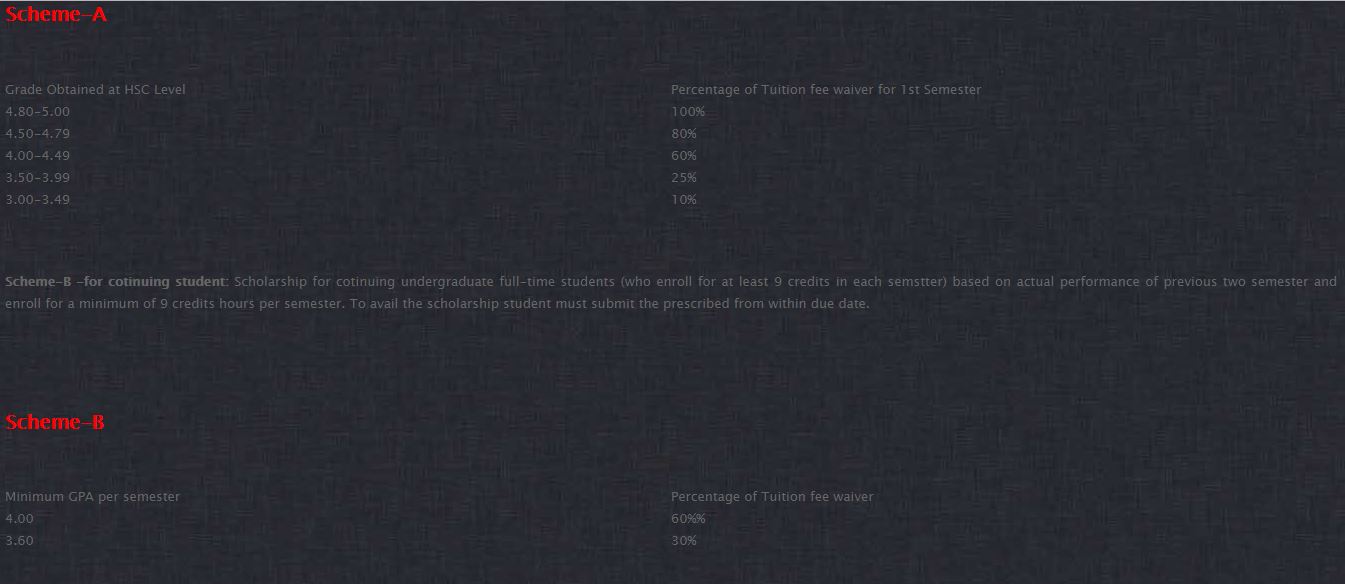 Scheme-A
Grade Obtained at HSC Level Percentage of Tuition fee waiver for 1st Semester
4.80-5.00 100%
4.50-4.79 80%
4.00-4.49 60%
3.50-3.99 25%
3.00-3.49 10%
Scheme-B -for cotinuing student: Scholarship for cotinuing undergraduate full-time students (who enroll for at least 9 credits in each semstter) based on actual performance of previous two semester and
enroll for a minimum of 9 credits hours per semester. To avail the scholarship student must submit the prescribed from within due date.
Scheme-B
Minimum GPA per semester Percentage of Tuition fee waiver
4.00 60%%
3.60 30%